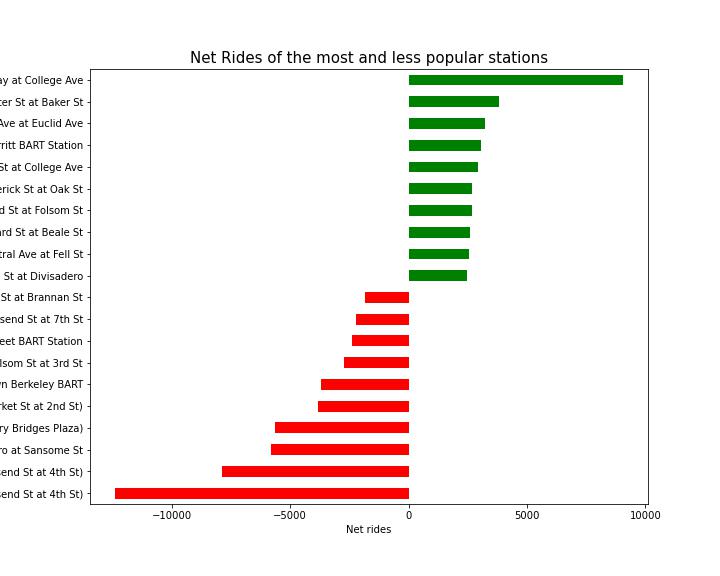 Net Rides of the most and less popular stations
ay at College Ave
ter St at Baker St
Ave at Euclid Ave
rritt BART Station
St at College Ave
erick St at Oak St
d St at Folsom St
ard St at Beale St
tral Ave at Fell St
St at Divisadero
St at Brannan St
send St at 7th St
eet BART Station
lsom St at 3rd St
n Berkeley BART
rket St at 2nd St)
ry Bridges Plaza)
ro at Sansome St
send St at 4th St)
send St at 4th St)
−10000 −5000 0 5000 10000
Net rides